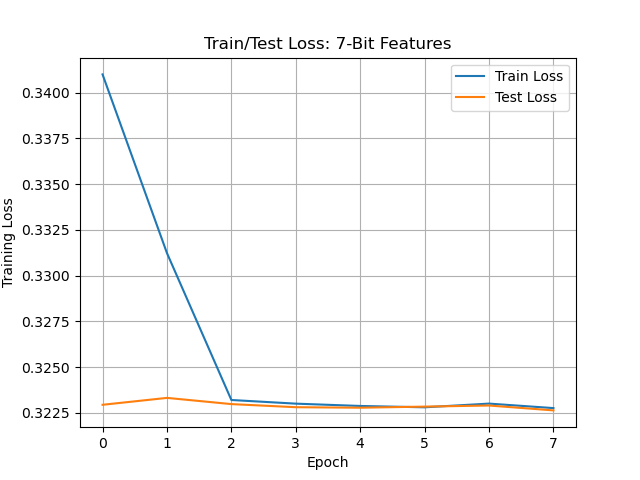 Train/Test Loss: 7-Bit Features
Train Loss
Test Loss
Training Loss
0.3400
0.3375
0.3350
0.3325
0.3300
0.3275
0.3250
0.3225
0 1 2 3 4 5 6 7
Epoch